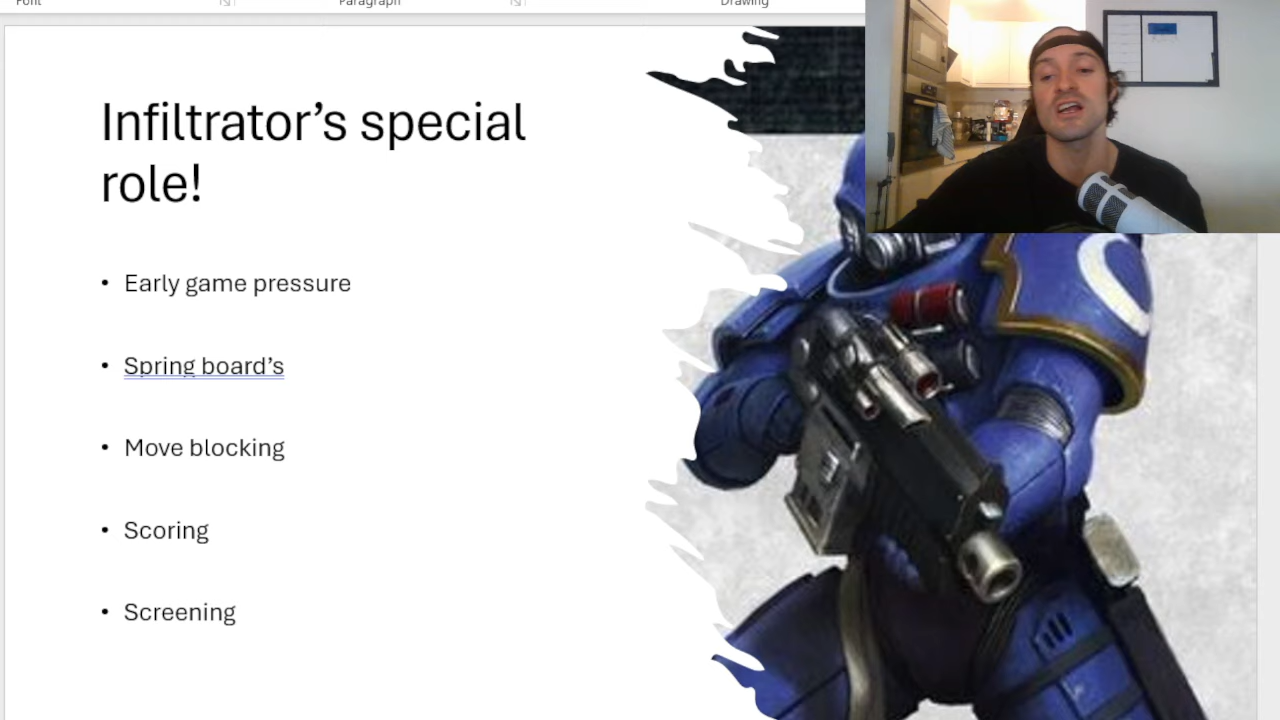 Font
Paragraph
Drawing
Infiltrator’s special
role!
• Early game pressure
• Spring board’s
• Move blocking
• Scoring
• Screening